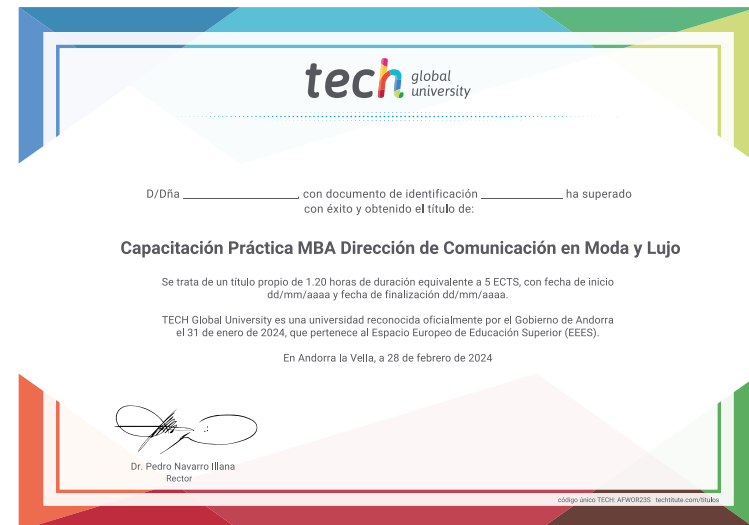 tech global
university
D/Dña ____________________, con documento de identificación ______________ ha superado
con éxito y obtenido el título de:
Capacitación Práctica MBA Dirección de Comunicación en Moda y Lujo
Se trata de un título propio de 1.20 horas de duración equivalente a 5 ECTS, con fecha de inicio
dd/mm/aaaa y fecha de finalización dd/mm/aaaa.
TECH Global University es una universidad reconocida oficialmente por el Gobierno de Andorra
el 31 de enero de 2024, que pertenece al Espacio Europeo de Educación Superior (EEES).
En Andorra la Vella, a 28 de febrero de 2024
Dr. Pedro Navarro Illana
Rector
código único TECH: AFWOR23S techtitute.com/titulos